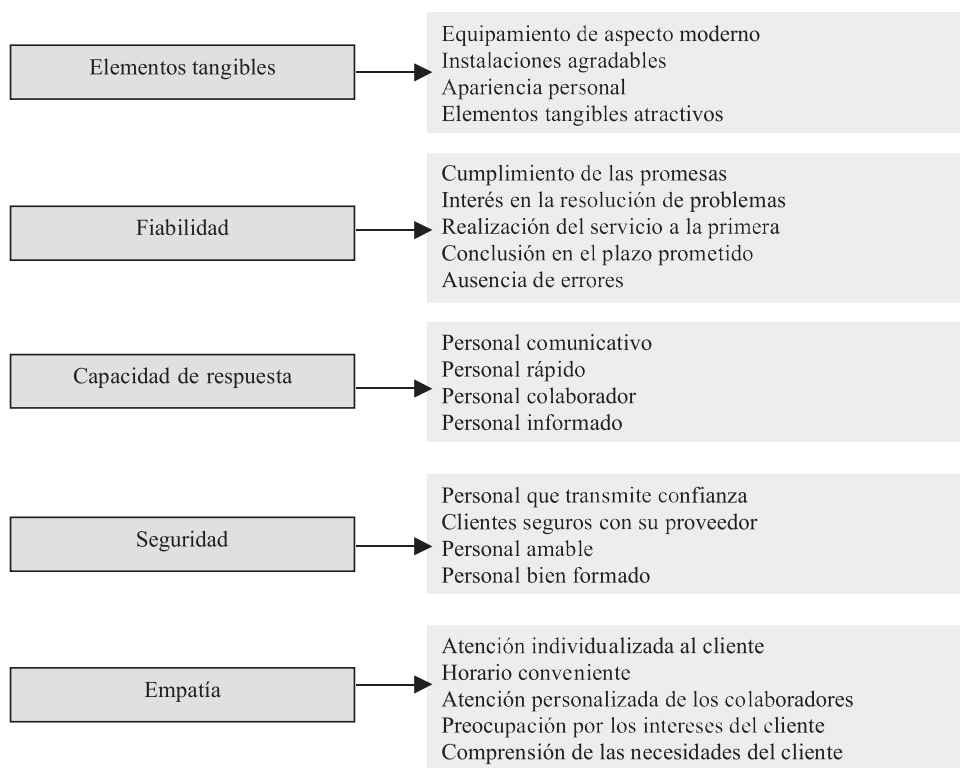 Elementos tangibles
Equipamiento de aspecto moderno
Instalaciones agradables
Apariencia personal
Elementos tangibles atractivos
Fiabilidad
Cumplimiento de las promesas
Interés en la resolución de problemas
Realización del servicio a la primera
Conclusión en el plazo prometido
Ausencia de errores
Capacidad de respuesta
Personal comunicativo
Personal rápido
Personal colaborador
Personal informado
Seguridad
Personal que transmite confianza
Clientes seguros con su proveedor
Personal amable
Personal bien formado
Empatía
Atención individualizada al cliente
Horario conveniente
Atención personalizada de los colaboradores
Preocupación por los intereses del cliente
Comprensión de las necesidades del cliente